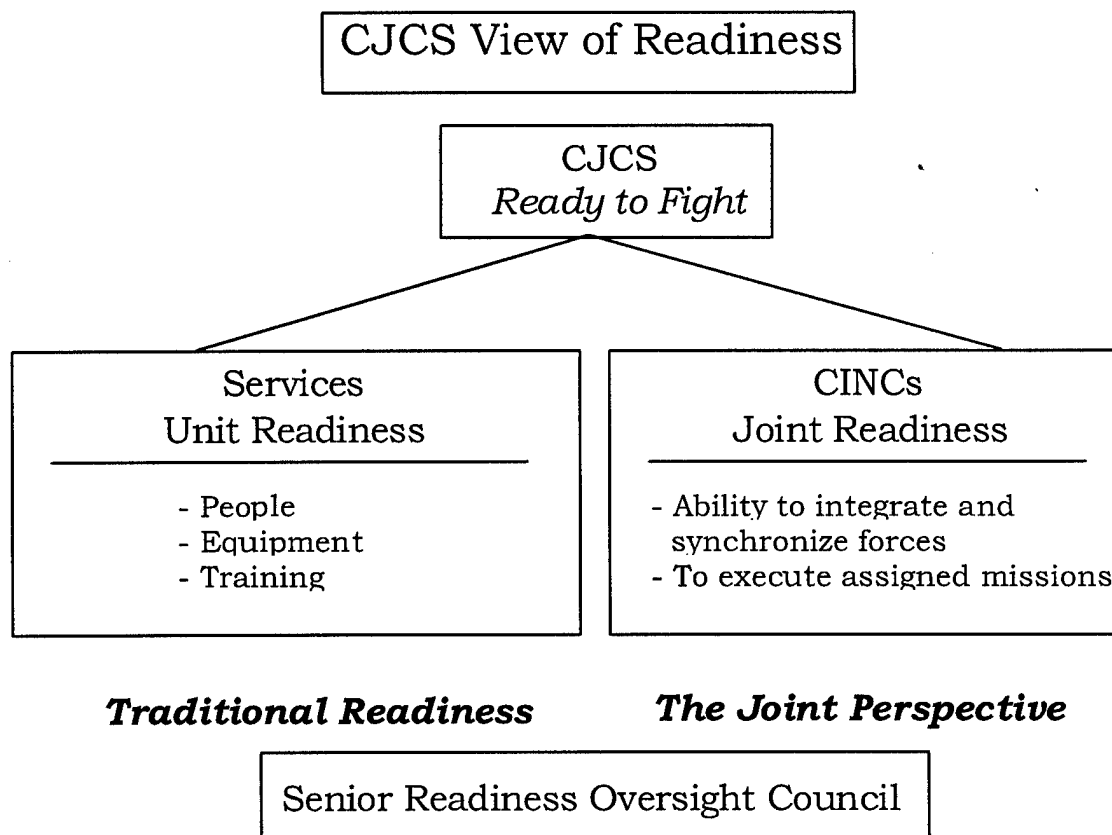 CJCS View of Readiness
CJCS
Ready to Fight
Services
Unit Readiness
- People
- Equipment
- Training
CINCs
Joint Readiness
- Ability to integrate and
synchronize forces
- To execute assigned missions
Traditional Readiness
The Joint Perspective
Senior Readiness Oversight Council